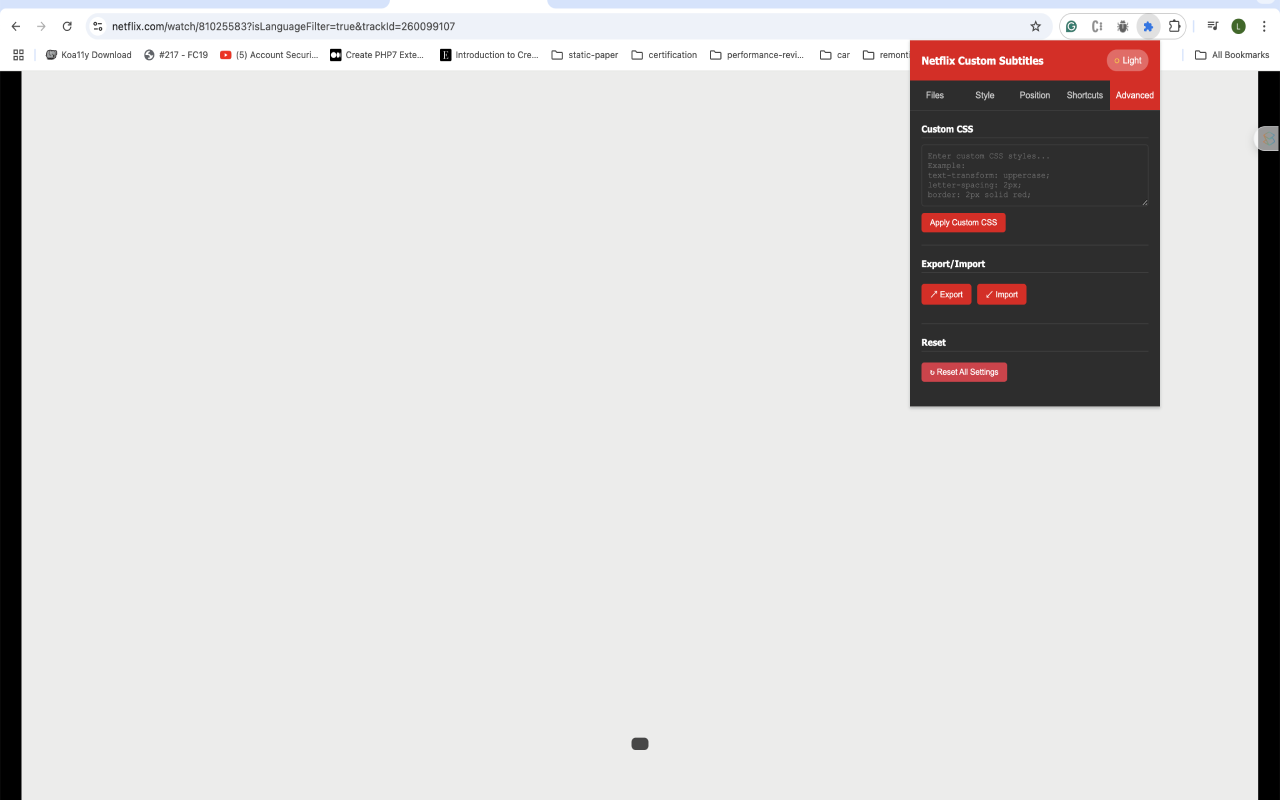 netflix.com/watch/81025583?isLanguageFilter=true&trackId=260099107
L
Koa11y Download
#217 - FC19
(5) Account Securi...
Create PHP7 Exte...
Introduction to Cre...
static-paper
certification
performance-revi...
car
remont
All Bookmarks
Netflix Custom Subtitles
Light
Files
Style
Position
Shortcuts
Advanced
Custom CSS
Enter custom CSS styles...
Example:
text-transform: uppercase;
letter-spacing: 2px;
border: 2px solid red;
Apply Custom CSS
Export/Import
↗ Export
↙ Import
Reset
↻ Reset All Settings